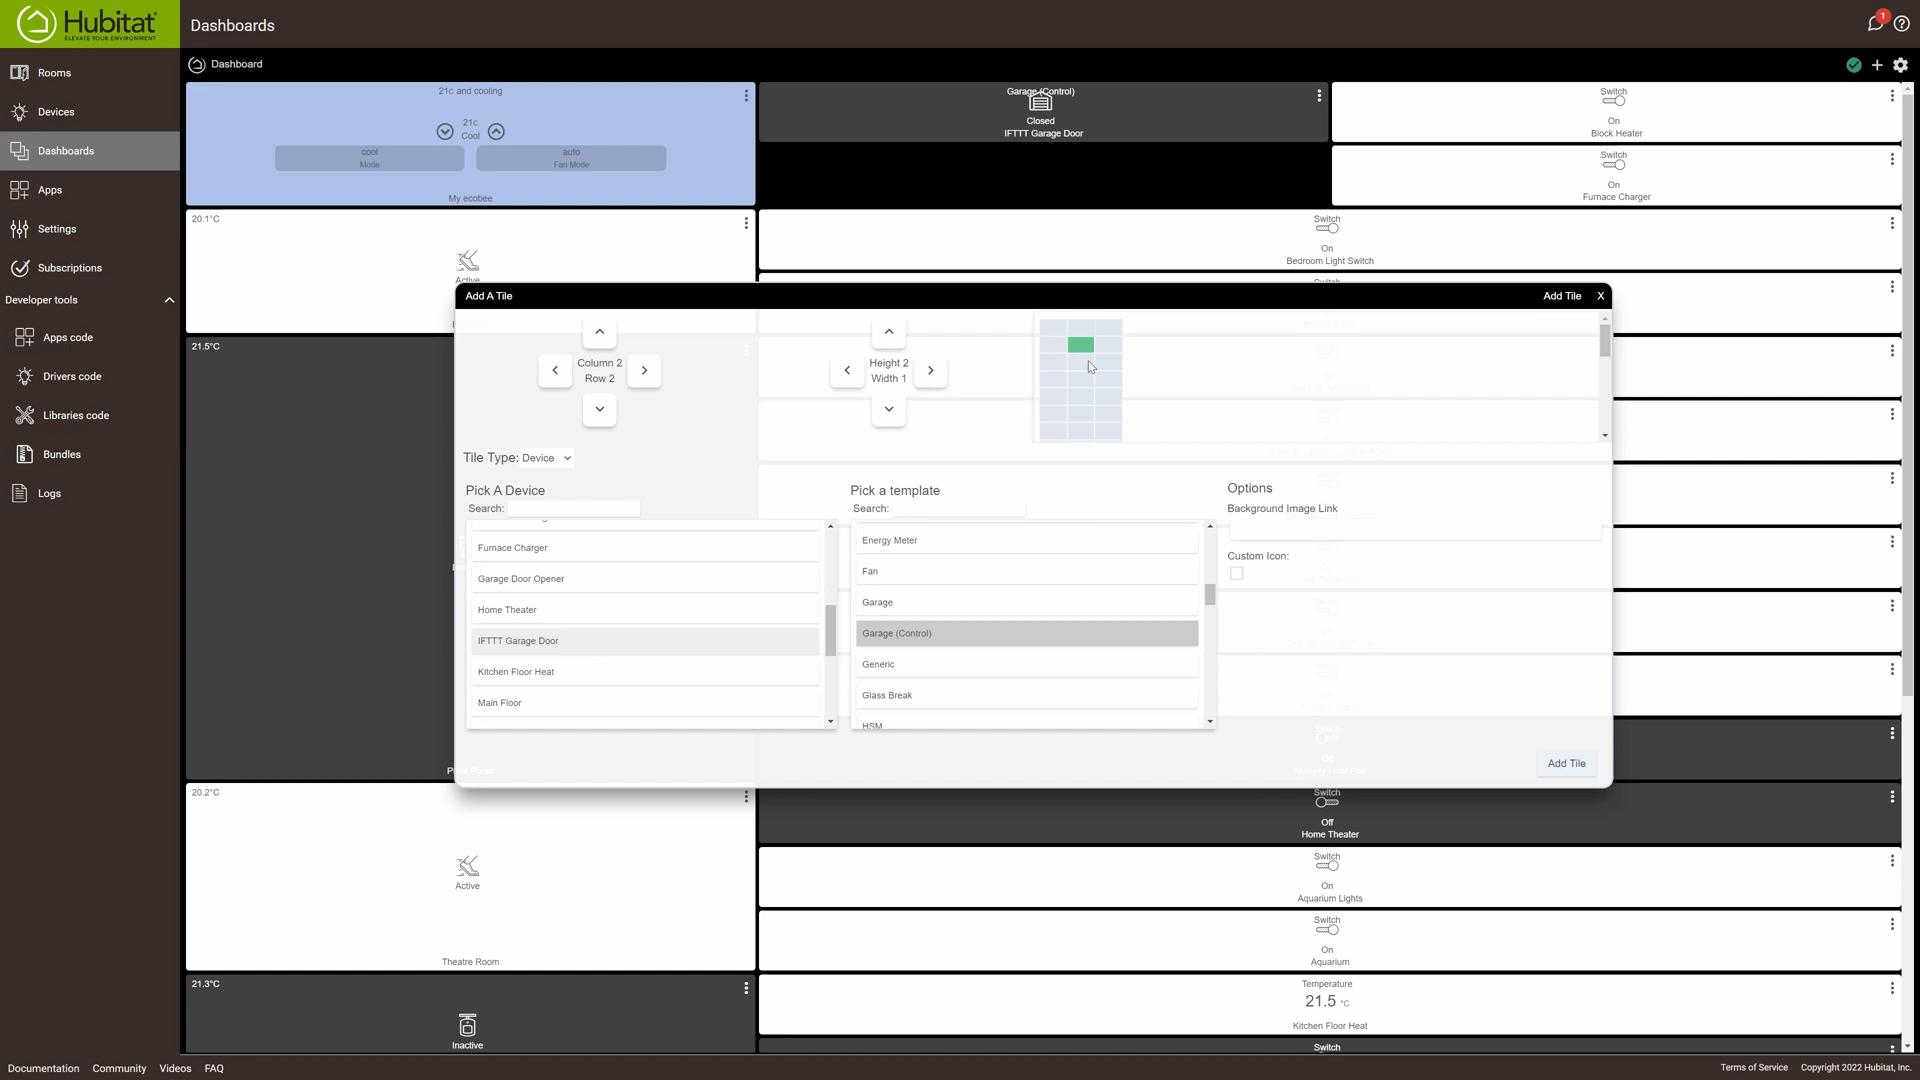 Hubitat
ELEVATE YOUR ENVIRONMENT
Dashboards
1
Rooms
Devices
Dashboards
Apps
Settings
Subscriptions
Developer tools
Apps code
Drivers code
Libraries code
Bundles
Logs
Dashboard
21c and cooling
21c
Cool
cool
Mode
auto
Fan Mode
My ecobee
Garage (Control)
Closed
IFTTT Garage Door
Switch
On
Block Heater
Switch
On
Furnace Charger
20.1°C
Active
Switch
On
Bedroom Light Switch
21.5°C
Add A Tile
Add Tile
X
Column 2
Row 2
Height 2
Width 1
Tile Type: Device
Pick A Device
Search:
Furnace Charger
Garage Door Opener
Home Theater
IFTTT Garage Door
Kitchen Floor Heat
Main Floor
Pick a template
Search:
Energy Meter
Fan
Garage
Garage (Control)
Generic
Glass Break
HSM
Options
Background Image Link
Custom Icon:
Add Tile
20.2°C
Active
Theatre Room
Switch
Off
Home Theater
Switch
On
Aquarium Lights
Switch
On
Aquarium
21.3°C
Inactive
Temperature
21.5 °C
Kitchen Floor Heat
Switch
Documentation
Community
Videos
FAQ
Terms of Service
Copyright 2022 Hubitat, Inc.